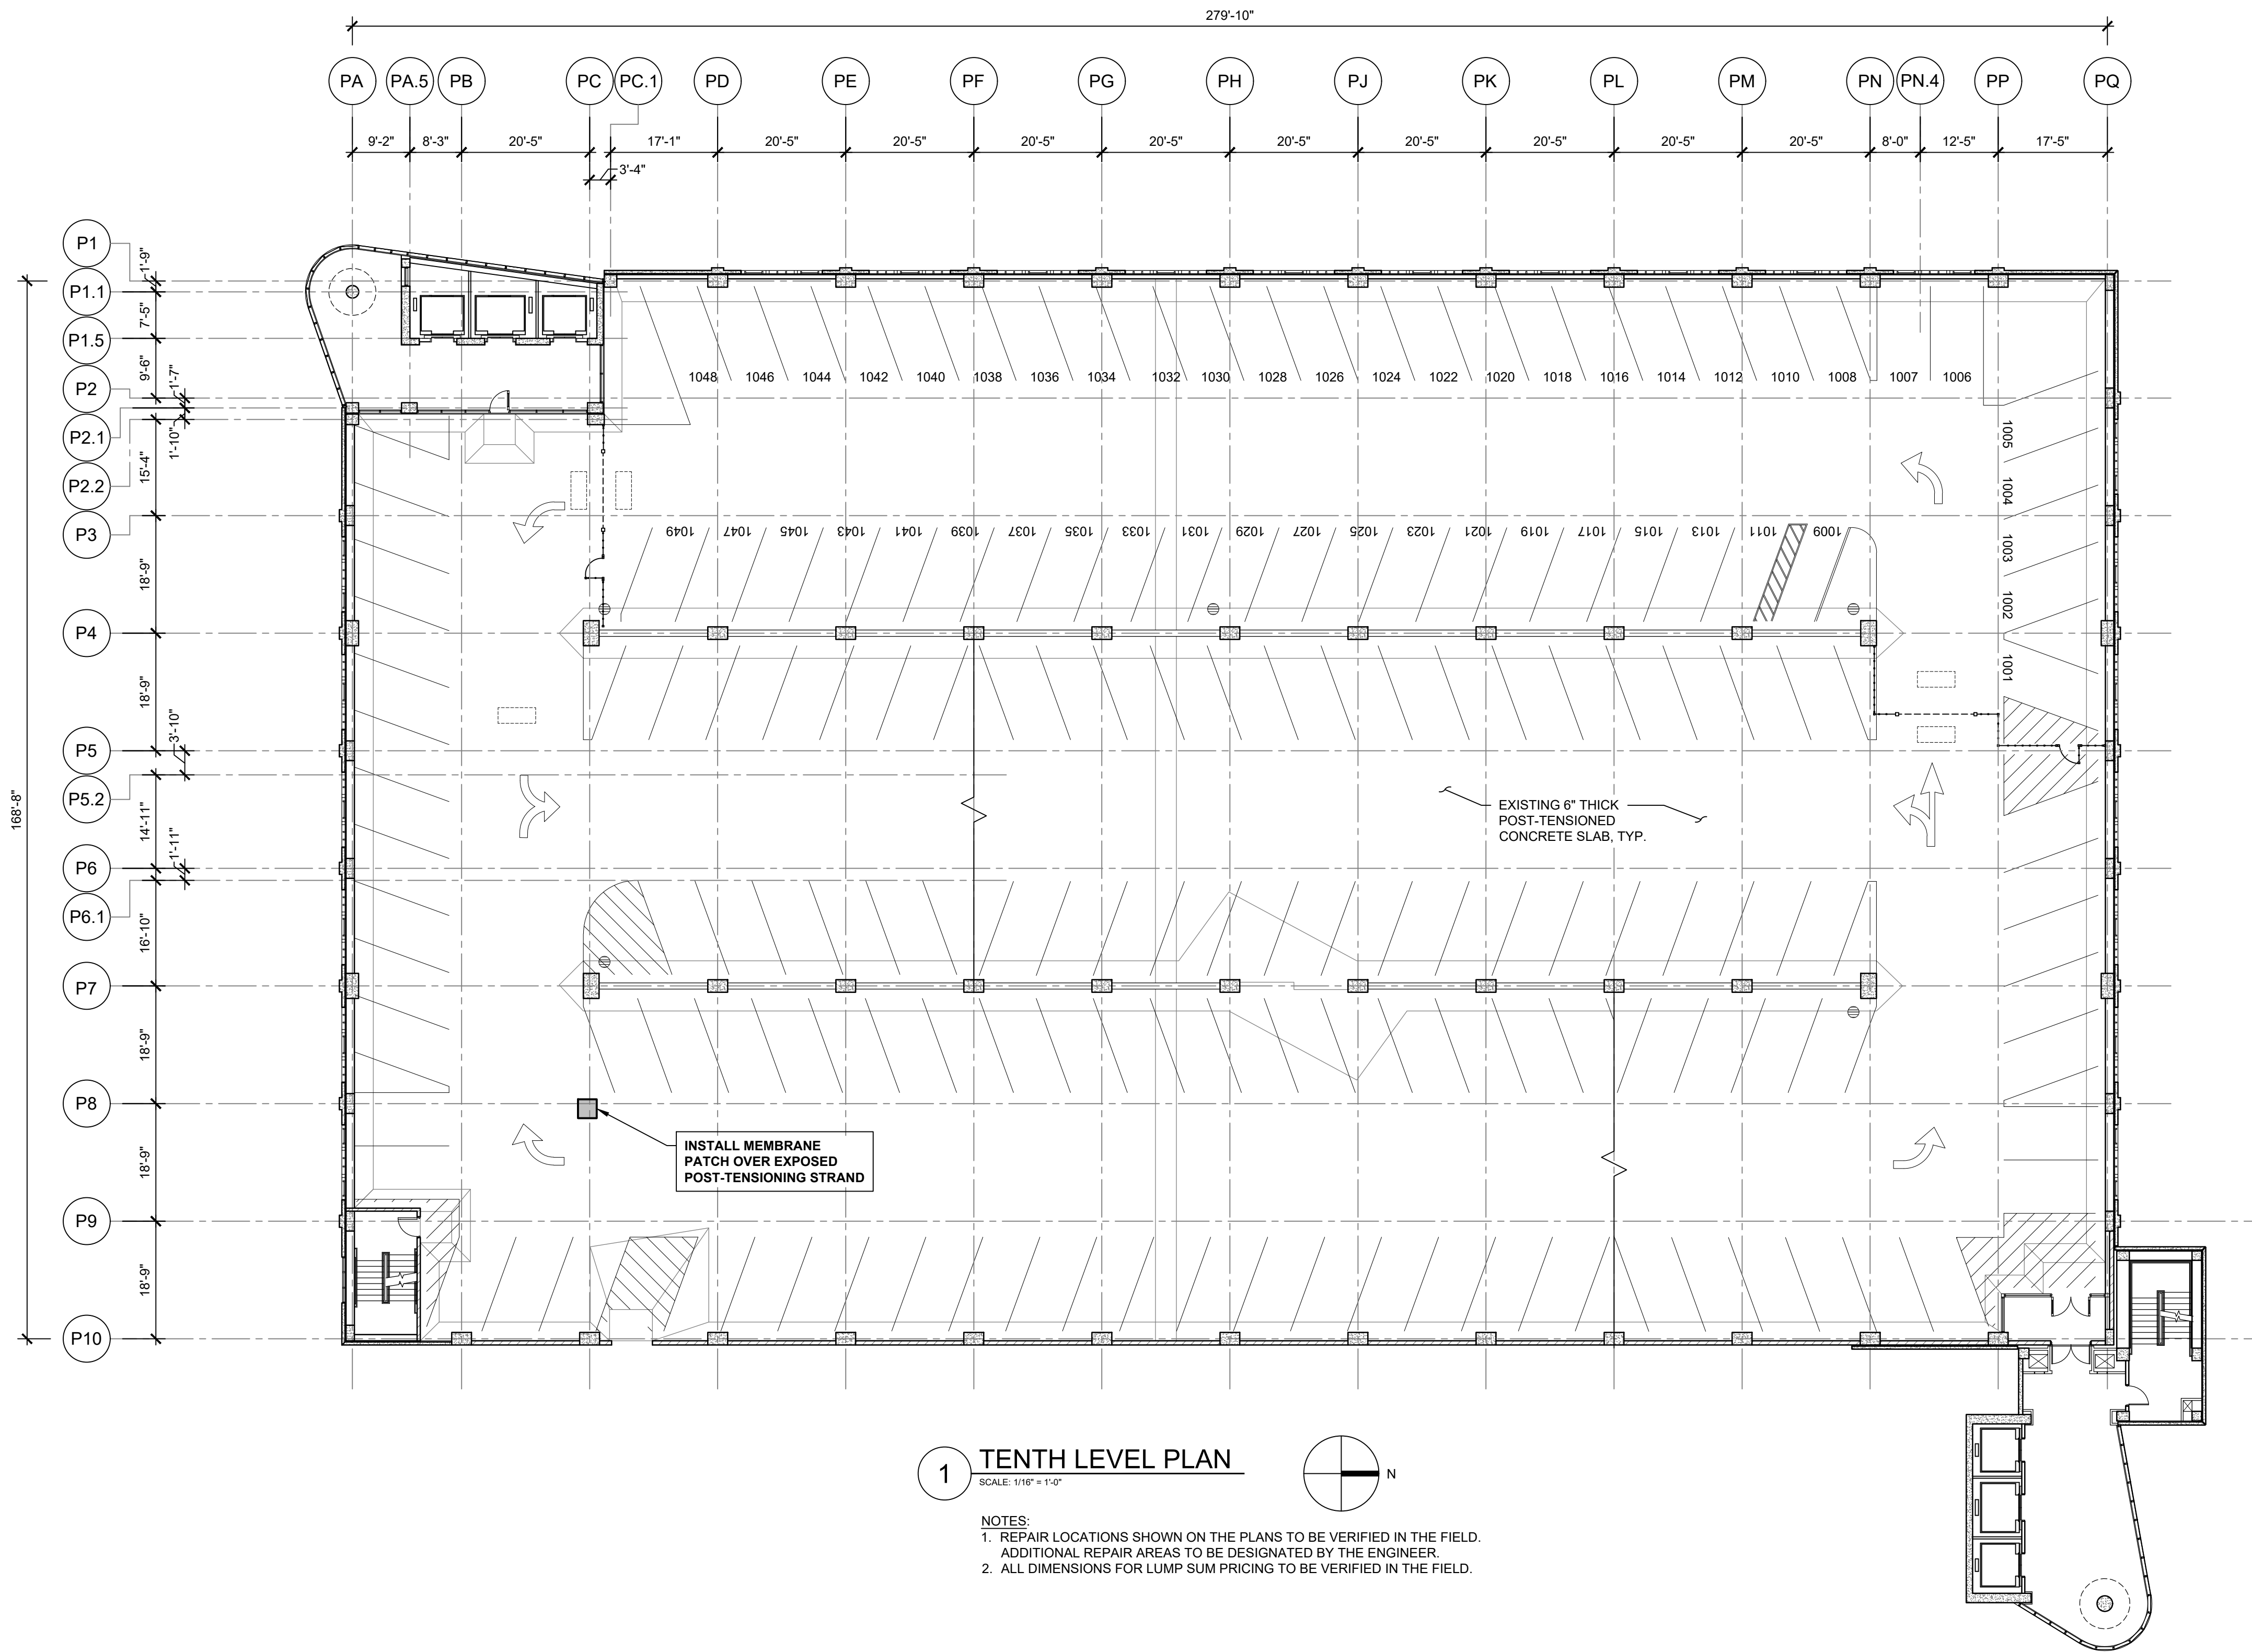 279'-10"
PA
PA.5
PB
PC
PC.1
PD
PE
PF
PG
PH
PJ
PK
PL
PM
PN
PN.4
PP
PQ
9'-2"
8'-3"
20'-5"
17'-1"
20'-5"
20'-5"
20'-5"
20'-5"
20'-5"
20'-5"
20'-5"
20'-5"
20'-5"
8'-0"
12'-5"
17'-5"
3'-4"
P1
P1.1
P1.5
P2
P2.1
P2.2
P3
P4
P5
P5.2
P6
P6.1
P7
P8
P9
P10
1'-9"
7'-5"
9'-6"
1'-7"
1'-10"
15'-4"
18'-9"
18'-9"
3'-10"
14'-11"
1'-11"
16'-10"
18'-9"
18'-9"
18'-9"
168'-8"
1048
1046
1044
1042
1040
1038
1036
1034
1032
1030
1028
1026
1024
1022
1020
1018
1016
1014
1012
1010
1008
1007
1006
1005
1004
1003
1002
1001
1049
1047
1045
1043
1041
1039
1037
1035
1033
1031
1029
1027
1025
1023
1021
1019
1017
1015
1013
1011
1009
EXISTING 6" THICK
POST-TENSIONED
CONCRETE SLAB, TYP.
INSTALL MEMBRANE
PATCH OVER EXPOSED
POST-TENSIONING STRAND
1
TENTH LEVEL PLAN
SCALE: 1/16" = 1'-0"
N
NOTES:
1. REPAIR LOCATIONS SHOWN ON THE PLANS TO BE VERIFIED IN THE FIELD.
ADDITIONAL REPAIR AREAS TO BE DESIGNATED BY THE ENGINEER.
2. ALL DIMENSIONS FOR LUMP SUM PRICING TO BE VERIFIED IN THE FIELD.